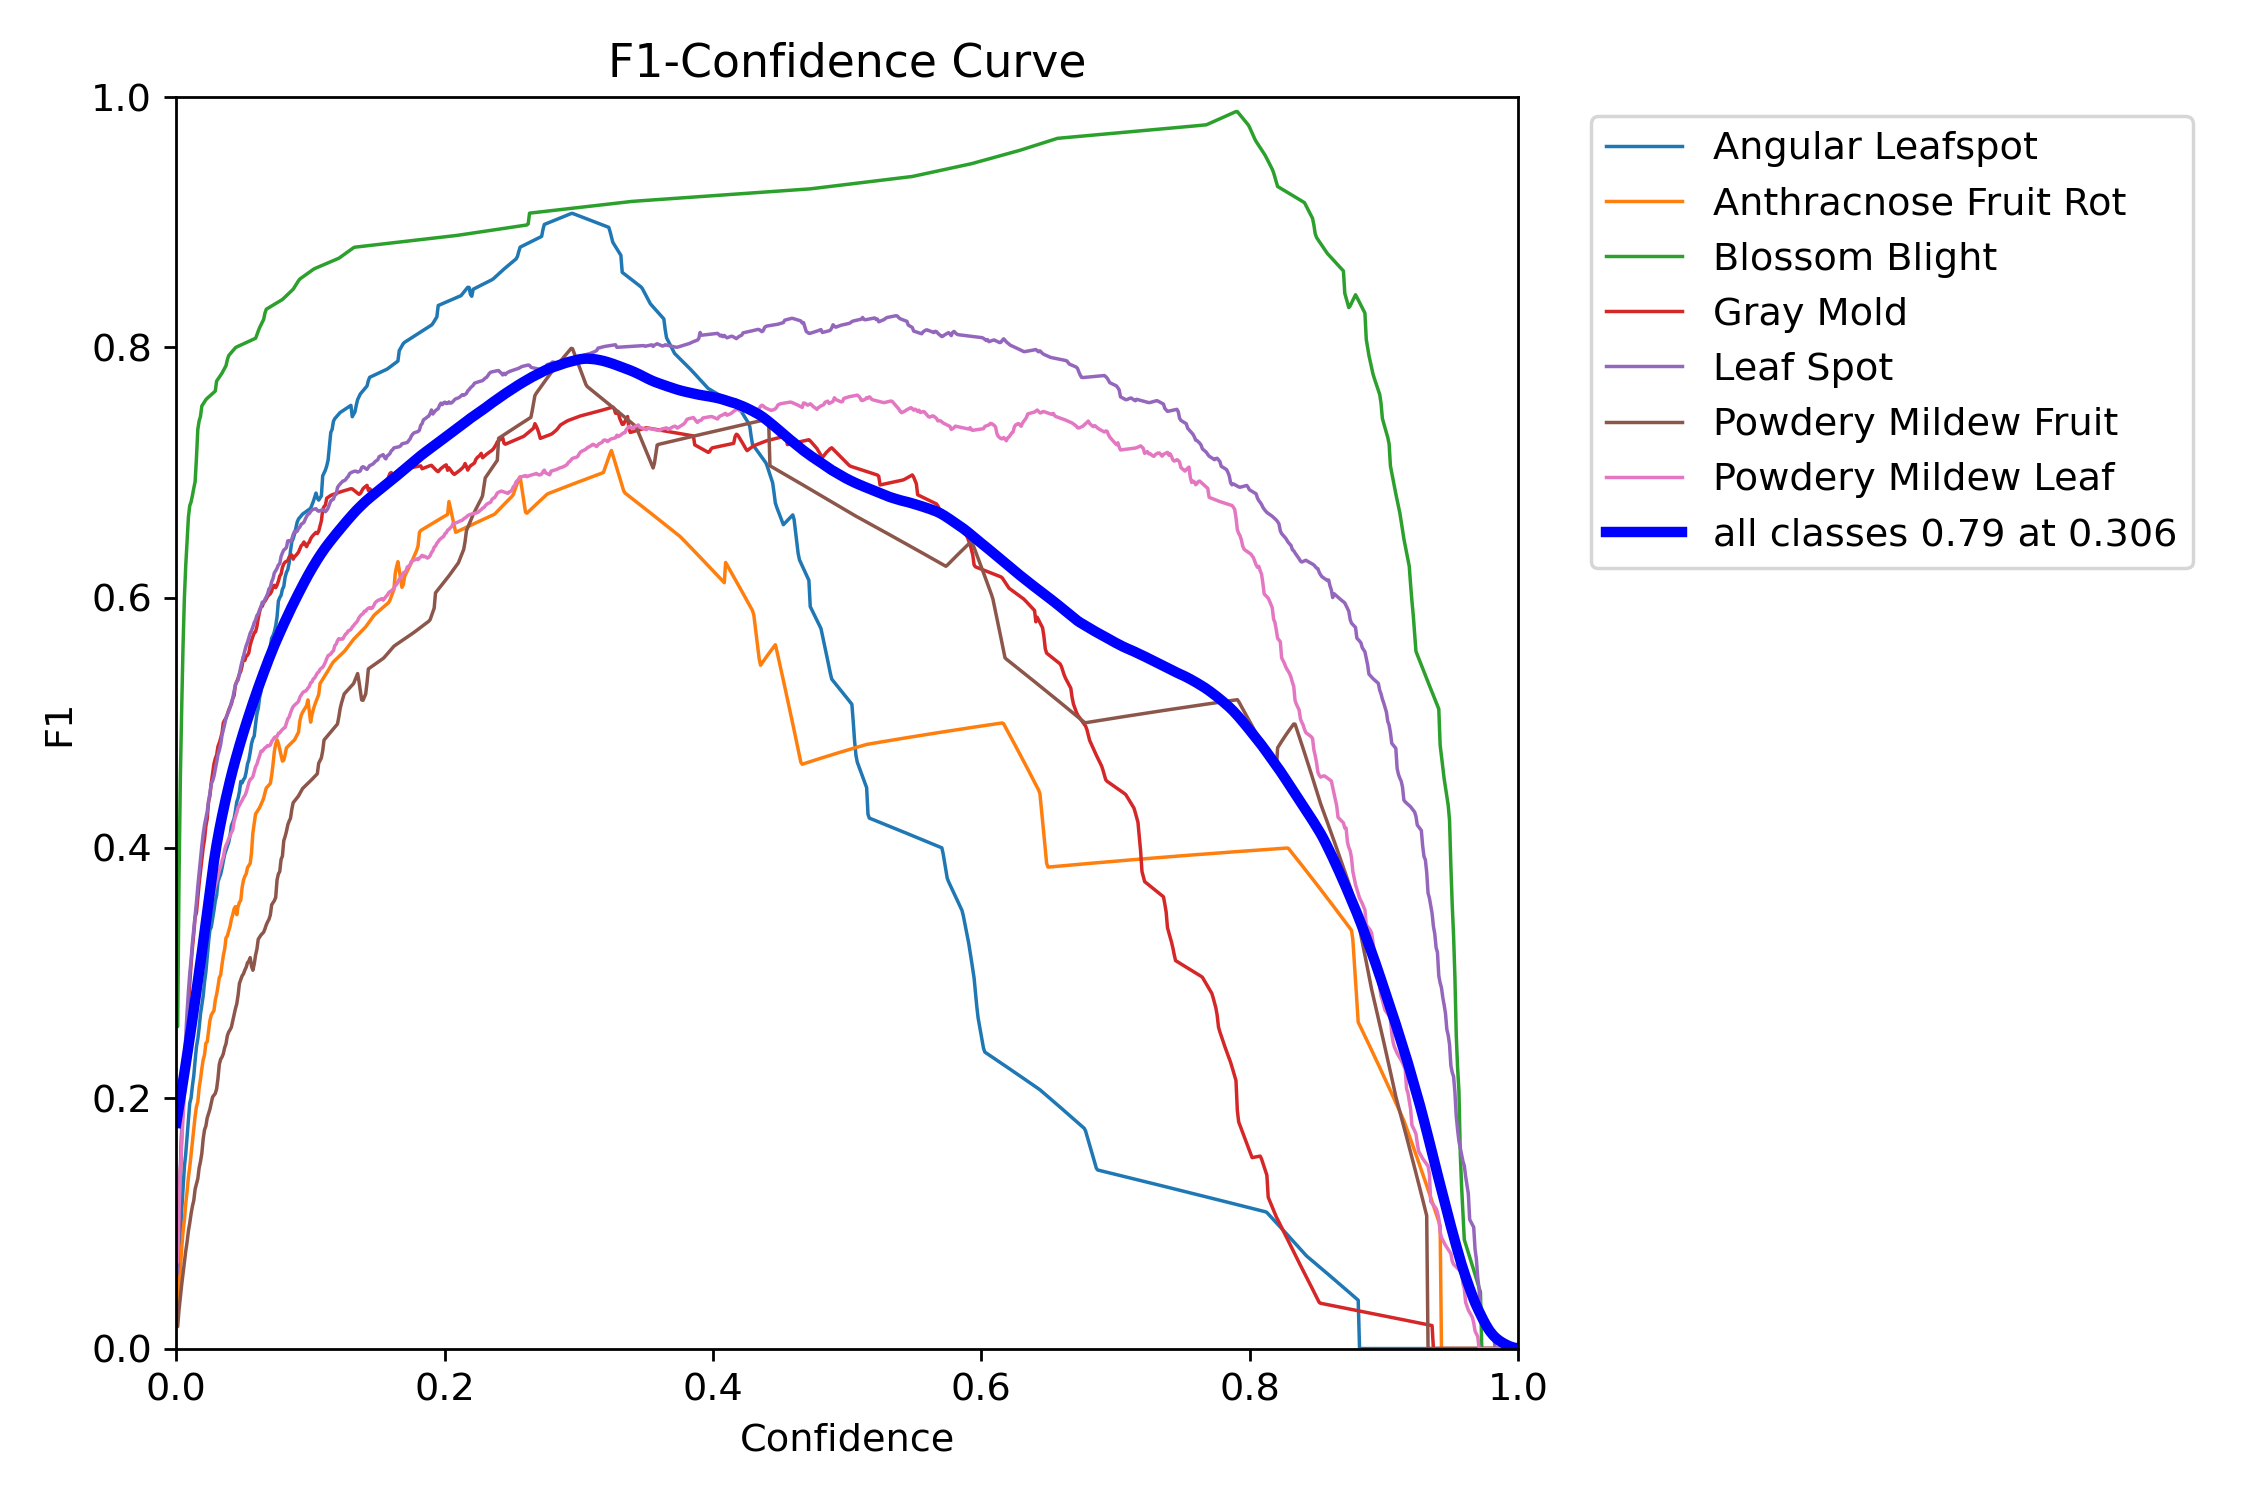 F1-Confidence Curve
1.0
0.8
0.6
0.4
0.2
0.0
F1
0.0 0.2 0.4 0.6 0.8 1.0
Confidence
Angular Leafspot
Anthracnose Fruit Rot
Blossom Blight
Gray Mold
Leaf Spot
Powdery Mildew Fruit
Powdery Mildew Leaf
all classes 0.79 at 0.306